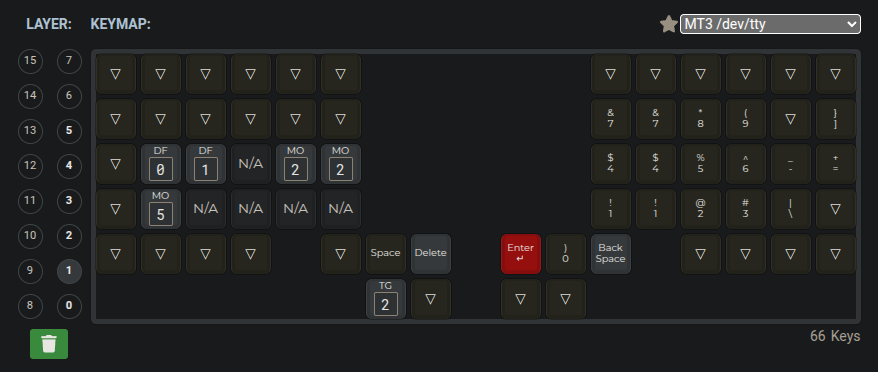 LAYER: KEYMAP: MT3 /dev/tty
15 7
▽ ▽ ▽ ▽ ▽ ▽ ▽ ▽ ▽ ▽ ▽ ▽
14 6
▽ ▽ ▽ ▽ ▽ ▽ & 7 & 7 * 8 ( 9 ▽ } ]
13 5
12 4
▽ DF 0 DF 1 N/A MO 2 MO 2 $ 4 $ 4 % 5 ^ 6 _ - + =
11 3
▽ MO 5 N/A N/A N/A N/A ! 1 ! 1 @ 2 # 3 | \ ▽
10 2
▽ ▽ ▽ ▽ ▽ Space Delete Enter ↵ ) 0 Back Space ▽ ▽ ▽ ▽
9 1
8 0
TG 2 ▽ ▽ ▽
66 Keys